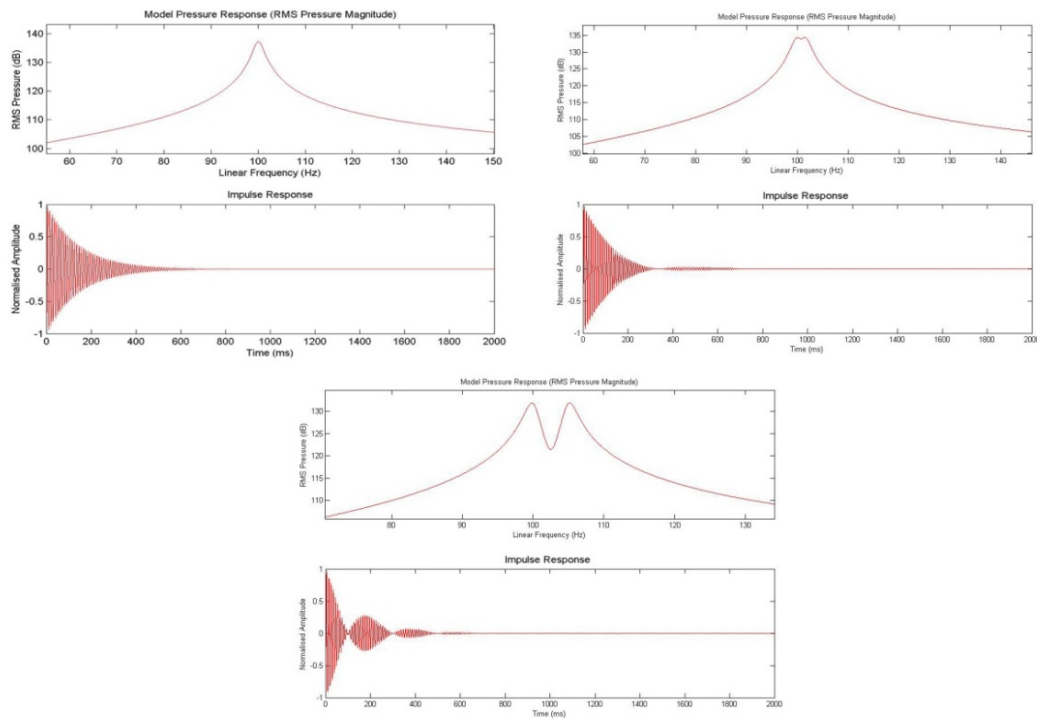 Model Pressure Response (RMS Pressure Magnitude)
140
130
120
110
100
RMS Pressure (dB)
60 70 80 90 100 110 120 130 140 150
Linear Frequency (Hz)
Impulse Response
1
0.5
0
-0.5
-1
Normalised Amplitude
0 200 400 600 800 1000 1200 1400 1600 1800 2000
Time (ms)
Model Pressure Response (RMS Pressure Magnitude)
135
130
125
120
115
110
105
100
RMS Pressure (dB)
60 70 80 90 100 110 120 130 140
Linear Frequency (Hz)
Impulse Response
1
0.5
0
-0.5
-1
Normalised Amplitude
0 200 400 600 800 1000 1200 1400 1600 1800 2000
Time (ms)
Model Pressure Response (RMS Pressure Magnitude)
130
125
120
115
110
RMS Pressure (dB)
80 90 100 110 120 130
Linear Frequency (Hz)
Impulse Response
1
0.5
0
-0.5
-1
Normalised Amplitude
0 200 400 600 800 1000 1200 1400 1600 1800 2000
Time (ms)